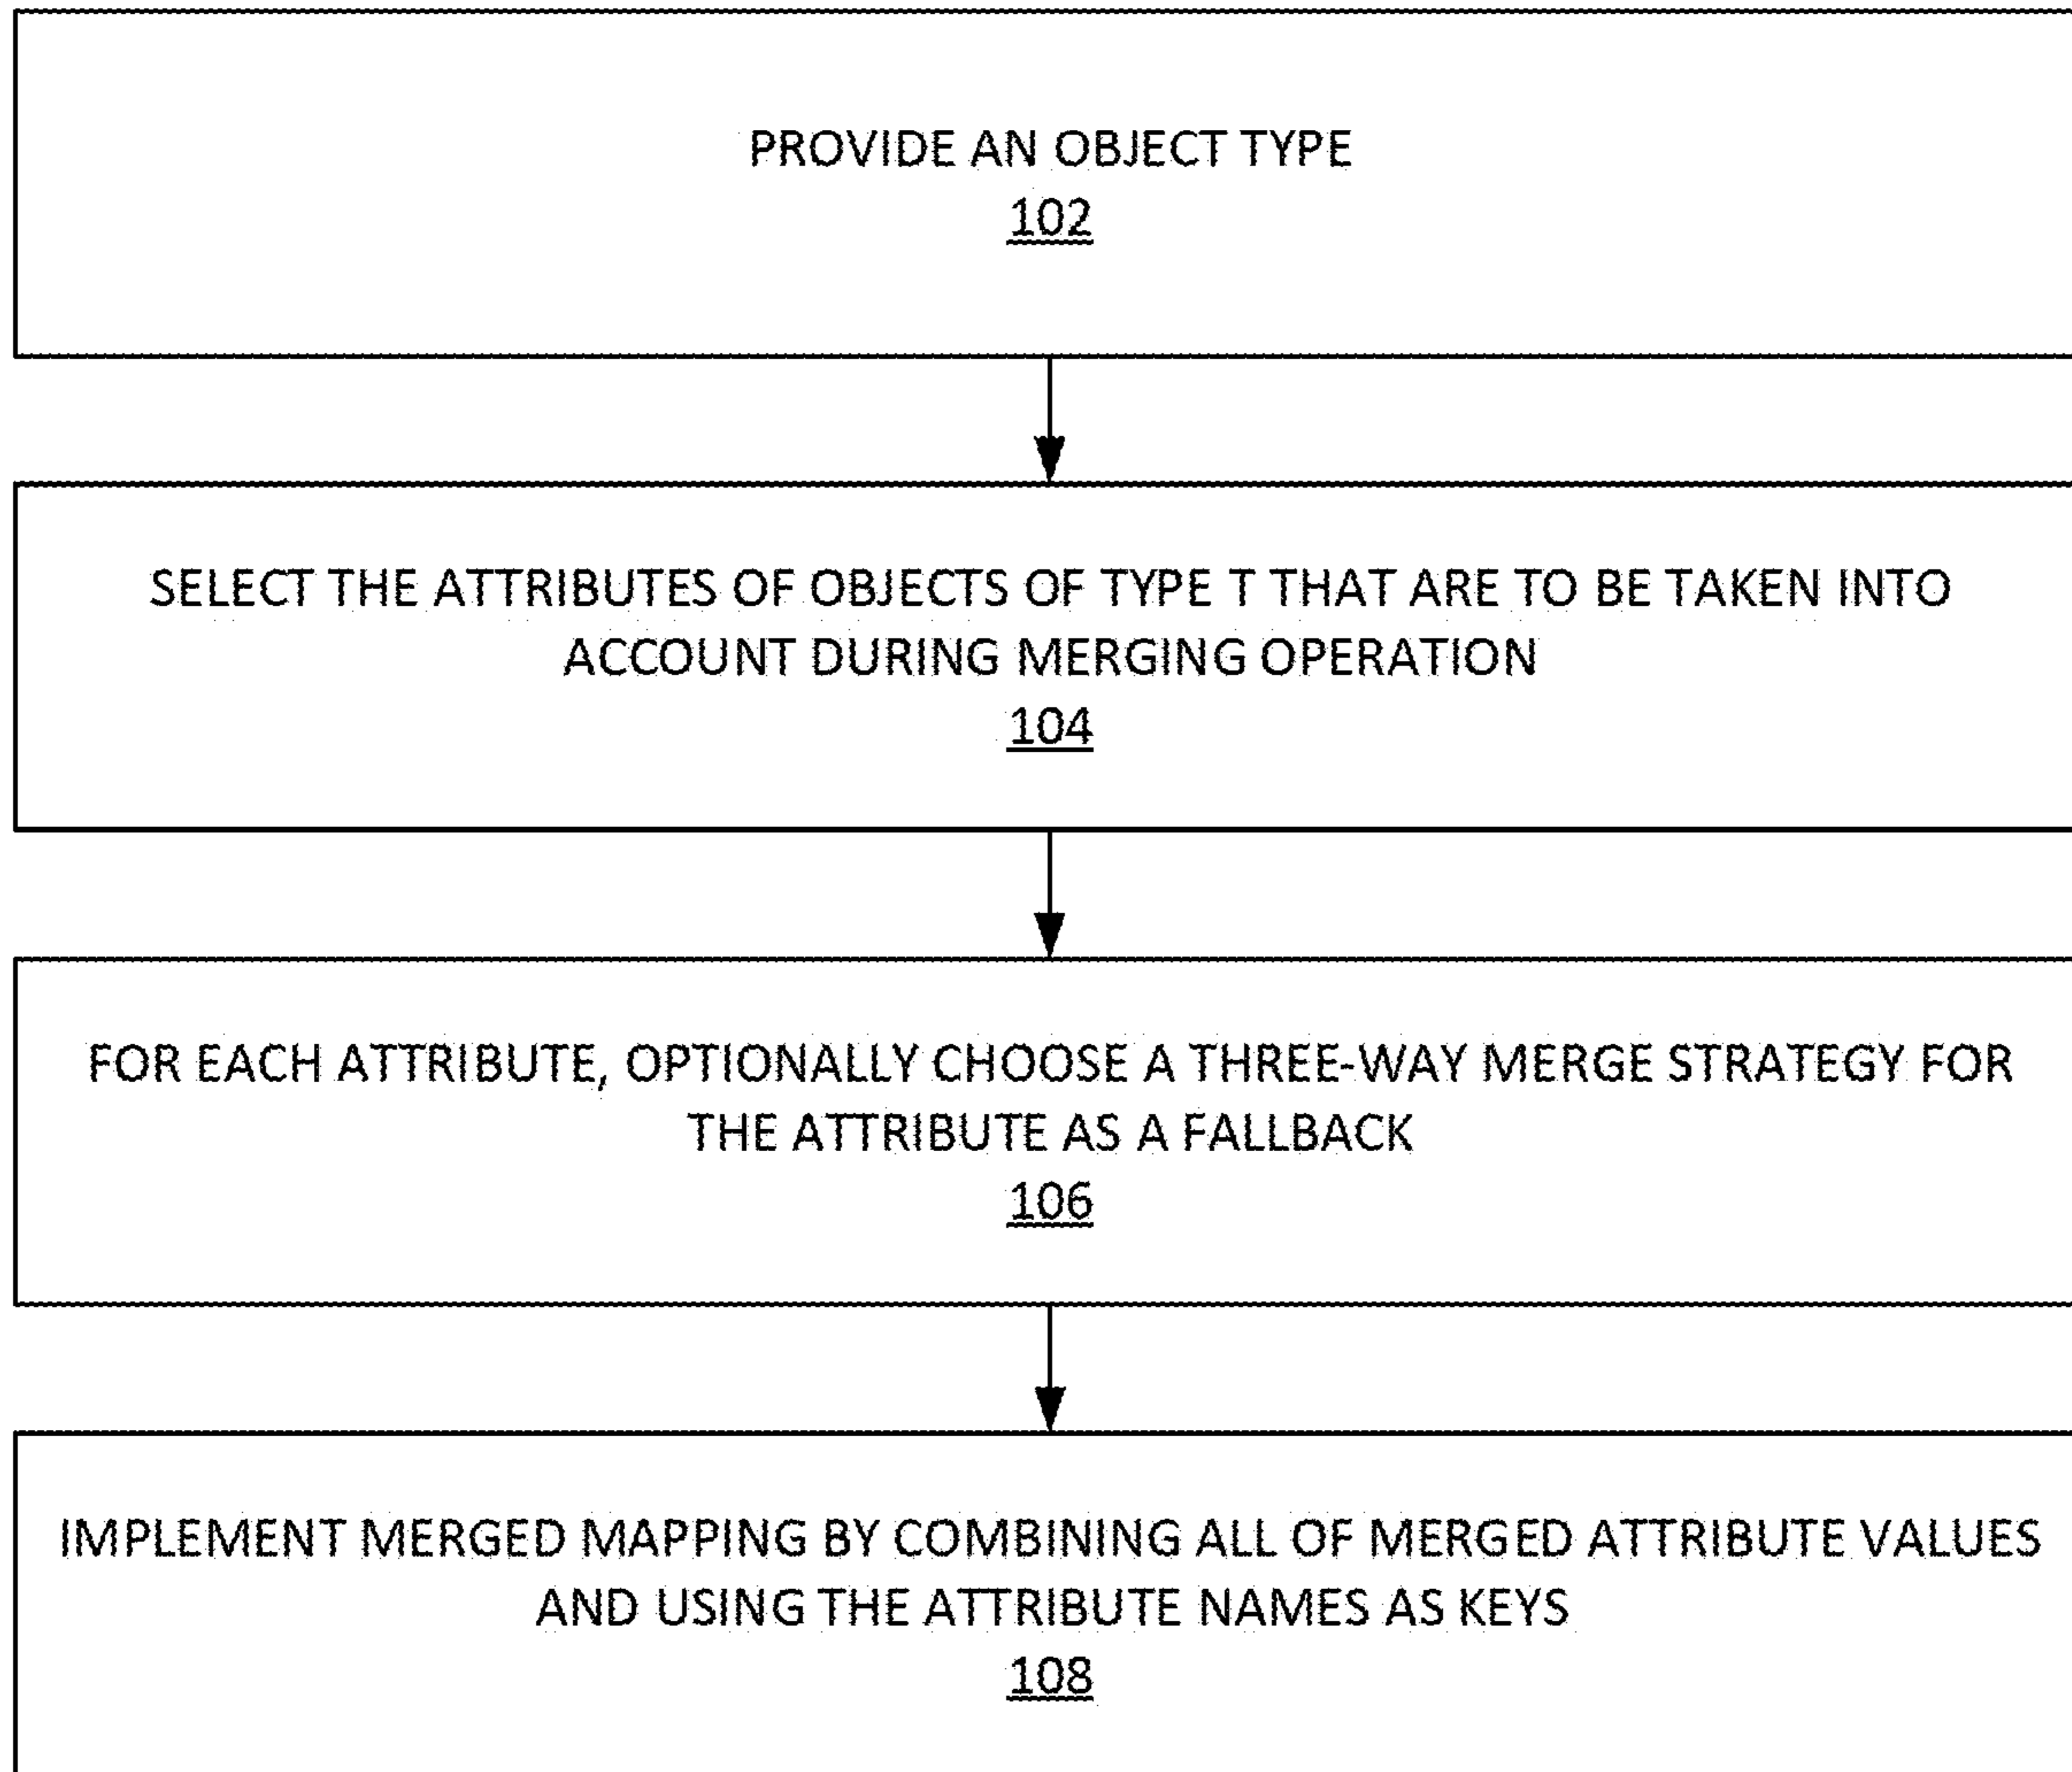 PROVIDE AN OBJECT TYPE
102
SELECT THE ATTRIBUTES OF OBJECTS OF TYPE T THAT ARE TO BE TAKEN INTO
ACCOUNT DURING MERGING OPERATION
104
FOR EACH ATTRIBUTE, OPTIONALLY CHOOSE A THREE-WAY MERGE STRATEGY FOR
THE ATTRIBUTE AS A FALLBACK
106
IMPLEMENT MERGED MAPPING BY COMBINING ALL OF MERGED ATTRIBUTE VALUES
AND USING THE ATTRIBUTE NAMES AS KEYS
108